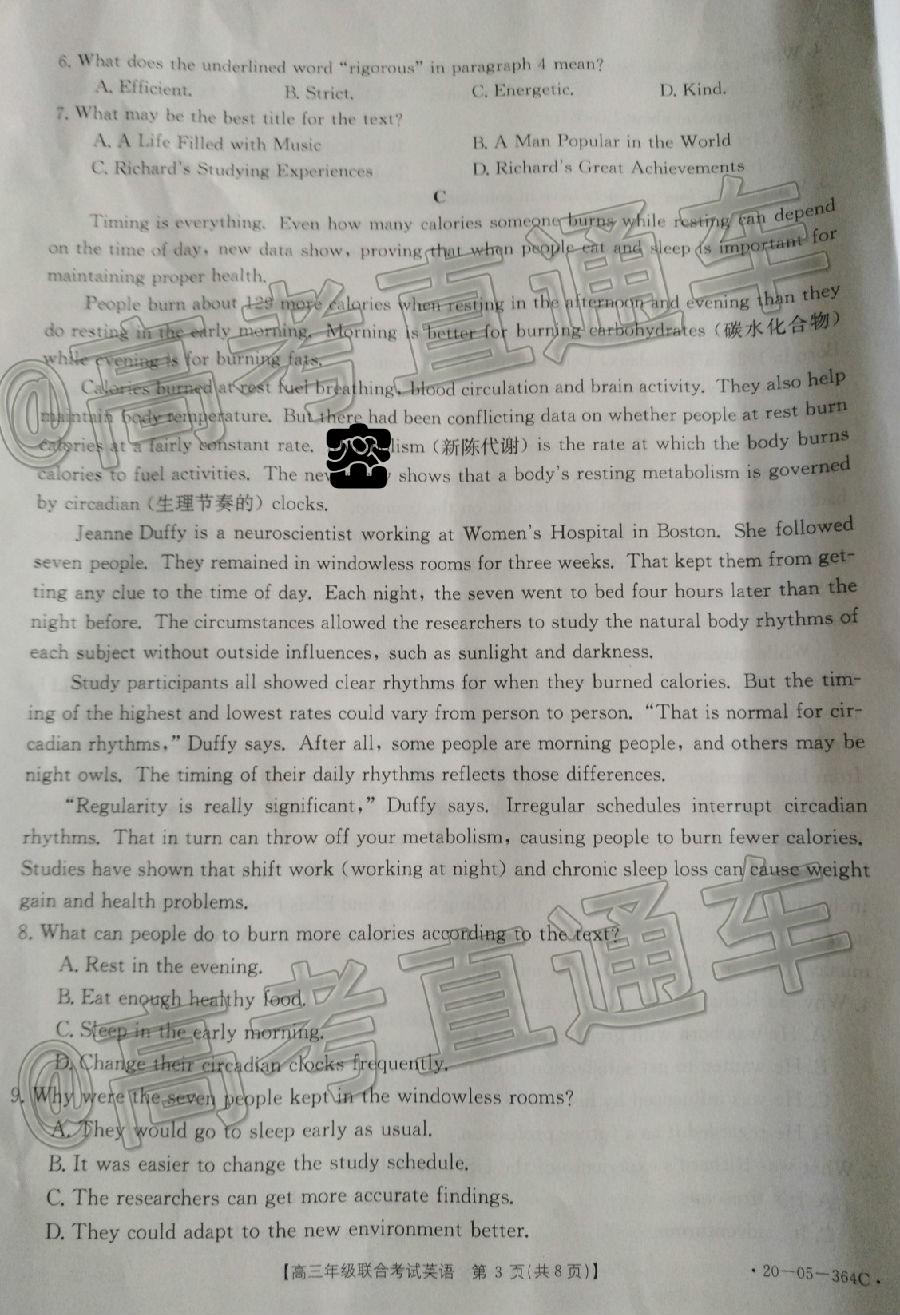 6. What does the underlined word “rigorous” in paragraph 4 mean?
A. Efficient. B. Strict. C. Energetic. D. Kind.
7. What may be the best title for the text?
A. A Life Filled with Music B. A Man Popular in the World
C. Richard's Studying Experiences D. Richard's Great Achievements
C
Timing is everything. Even how many calories someone burns while resting can depend
on the time of day, new data show, proving that when people eat and sleep is important for
maintaining proper health.
People burn about 129 more calories when resting in the afternoon and evening than they
do resting in the early morning. Morning is better for burning carbohydrates (碳水化合物)
while evening is for burning fats.
Calories burned at rest fuel breathing, blood circulation and brain activity. They also help
maintain body temperature. But there had been conflicting data on whether people at rest burn
calories at a fairly constant rate. lism (新陈代谢) is the rate at which the body burns
calories to fuel activities. The new shows that a body's resting metabolism is governed
by circadian (生理节奏的) clocks.
Jeanne Duffy is a neuroscientist working at Women's Hospital in Boston. She followed
seven people. They remained in windowless rooms for three weeks. That kept them from get-
ting any clue to the time of day. Each night, the seven went to bed four hours later than the
night before. The circumstances allowed the researchers to study the natural body rhythms of
each subject without outside influences, such as sunlight and darkness.
Study participants all showed clear rhythms for when they burned calories. But the tim-
ing of the highest and lowest rates could vary from person to person. “That is normal for cir-
cadian rhythms,” Duffy says. After all, some people are morning people, and others may be
night owls. The timing of their daily rhythms reflects those differences.
“Regularity is really significant,” Duffy says. Irregular schedules interrupt circadian
rhythms. That in turn can throw off your metabolism, causing people to burn fewer calories.
Studies have shown that shift work (working at night) and chronic sleep loss can cause weight
gain and health problems.
8. What can people do to burn more calories according to the text?
A. Rest in the evening.
B. Eat enough healthy food.
C. Sleep in the early morning.
D. Change their circadian clocks frequently.
9. Why were the seven people kept in the windowless rooms?
A. They would go to sleep early as usual.
B. It was easier to change the study schedule.
C. The researchers can get more accurate findings.
D. They could adapt to the new environment better.
【高三年级联合考试英语 第 3 页(共 8 页)】 ·20-05-364C·
@高考直通车
@高考直通车